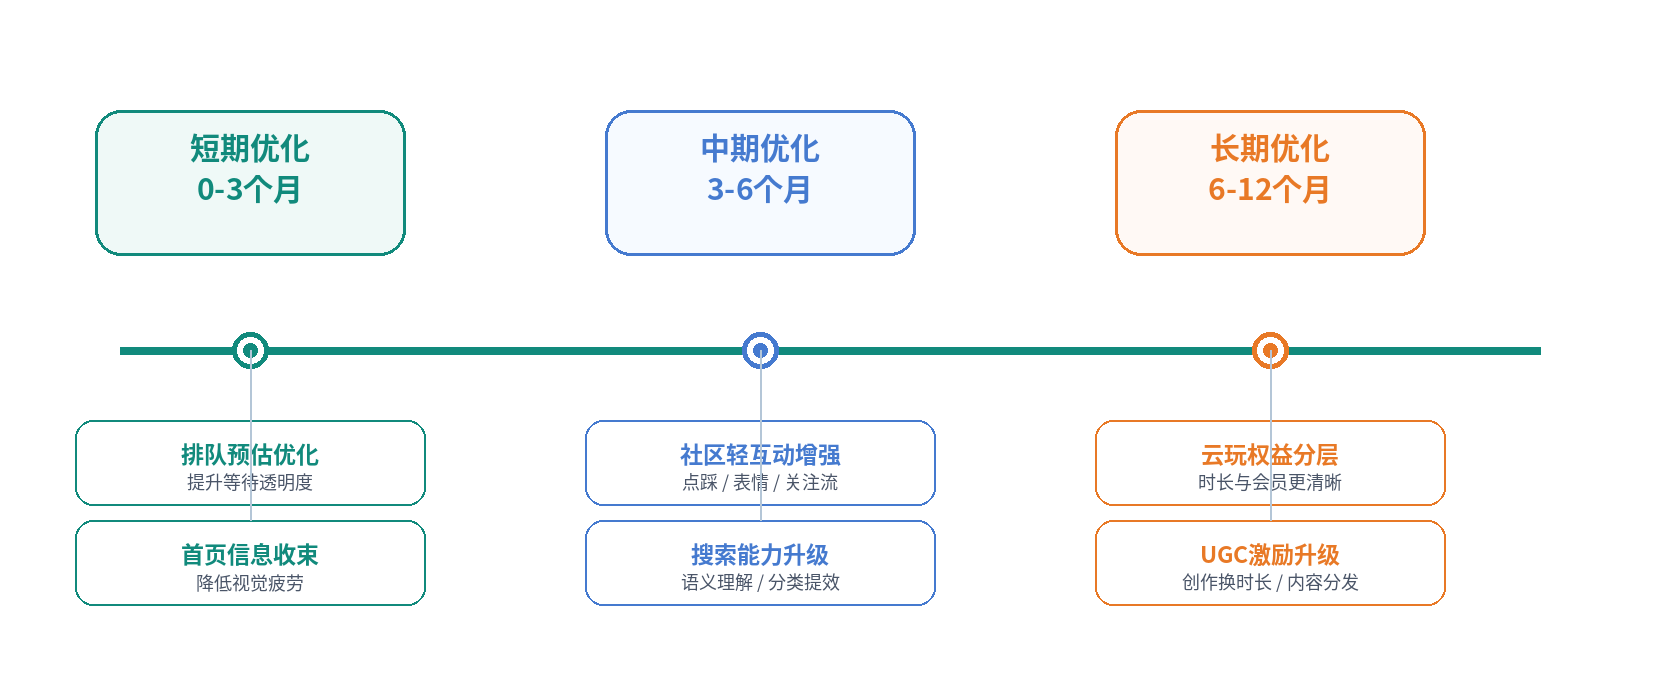 短期优化
0-3个月
中期优化
3-6个月
长期优化
6-12个月
排队预估优化
提升等待透明度
首页信息收束
降低视觉疲劳
社区轻互动增强
点踩 / 表情 / 关注流
搜索能力升级
语义理解 / 分类提效
云玩权益分层
时长与会员更清晰
UGC激励升级
创作换时长 / 内容分发